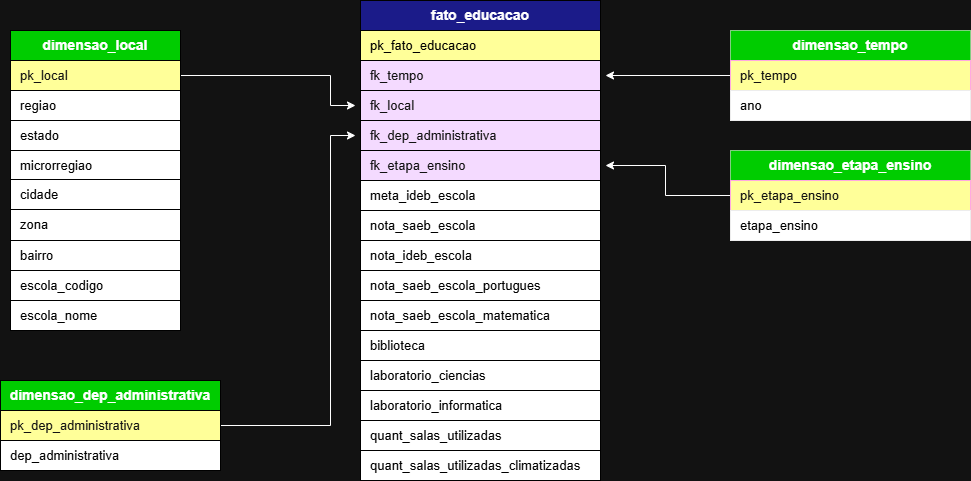 dimensao_local
pk_local
regiao
estado
microrregiao
cidade
zona
bairro
escola_codigo
escola_nome
dimensao_dep_administrativa
pk_dep_administrativa
dep_administrativa
fato_educacao
pk_fato_educacao
fk_tempo
fk_local
fk_dep_administrativa
fk_etapa_ensino
meta_ideb_escola
nota_saeb_escola
nota_ideb_escola
nota_saeb_escola_portugues
nota_saeb_escola_matematica
biblioteca
laboratorio_ciencias
laboratorio_informatica
quant_salas_utilizadas
quant_salas_utilizadas_climatizadas
dimensao_tempo
pk_tempo
ano
dimensao_etapa_ensino
pk_etapa_ensino
etapa_ensino